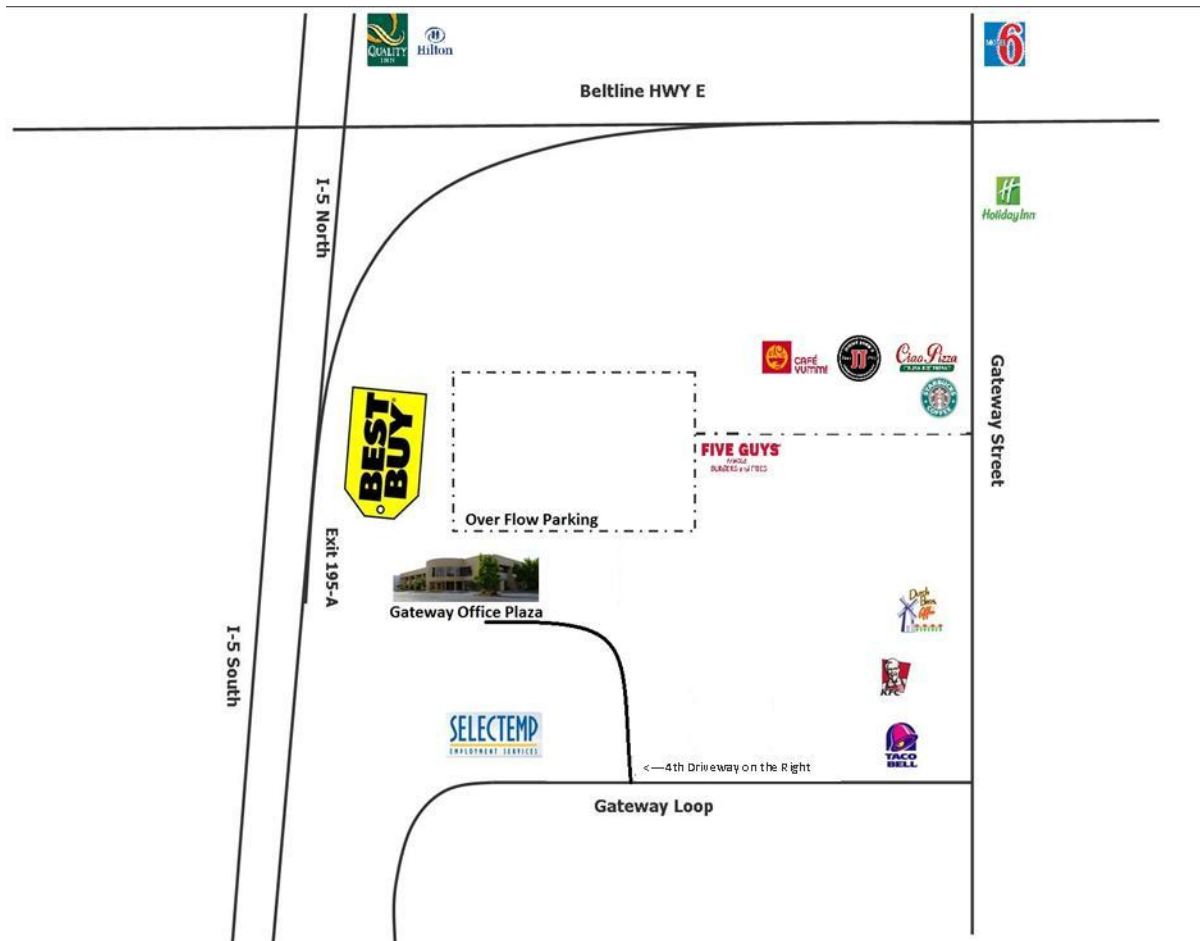 QUALITY
INN
Hilton
MOTEL
6
Beltline HWY E
I-5 North
H
Holiday Inn
CAFÉ
YUMM!
JJ
Ciao Pizza
STARBUCKS
COFFEE
Gateway Street
BEST
BUY
FIVE GUYS
BURGERS and FRIES
Over Flow Parking
Exit 195-A
Gateway Office Plaza
Dutch
Bros.
Coffee
I-5 South
KFC
SELECTEMP
EMPLOYMENT SERVICES
TACO
BELL
<—4th Driveway on the Right
Gateway Loop